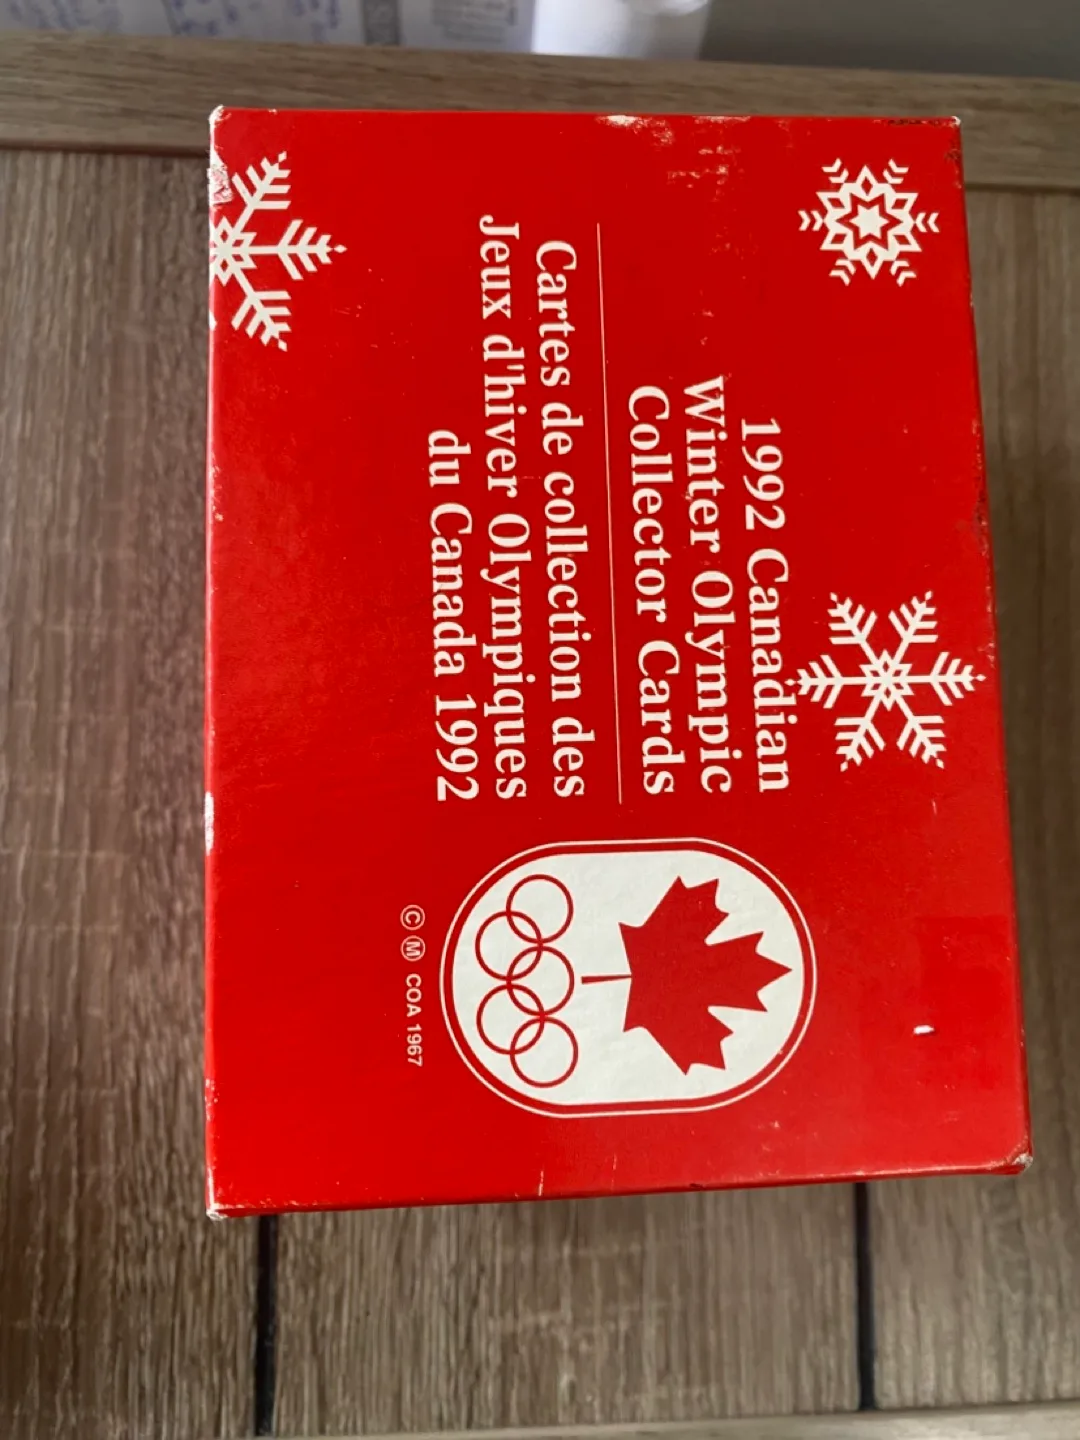 1992 Canadian
Winter Olympic
Collector Cards
Cartes de collection des
Jeux d'hiver Olympiques
du Canada 1992
© Ⓜ COA 1967